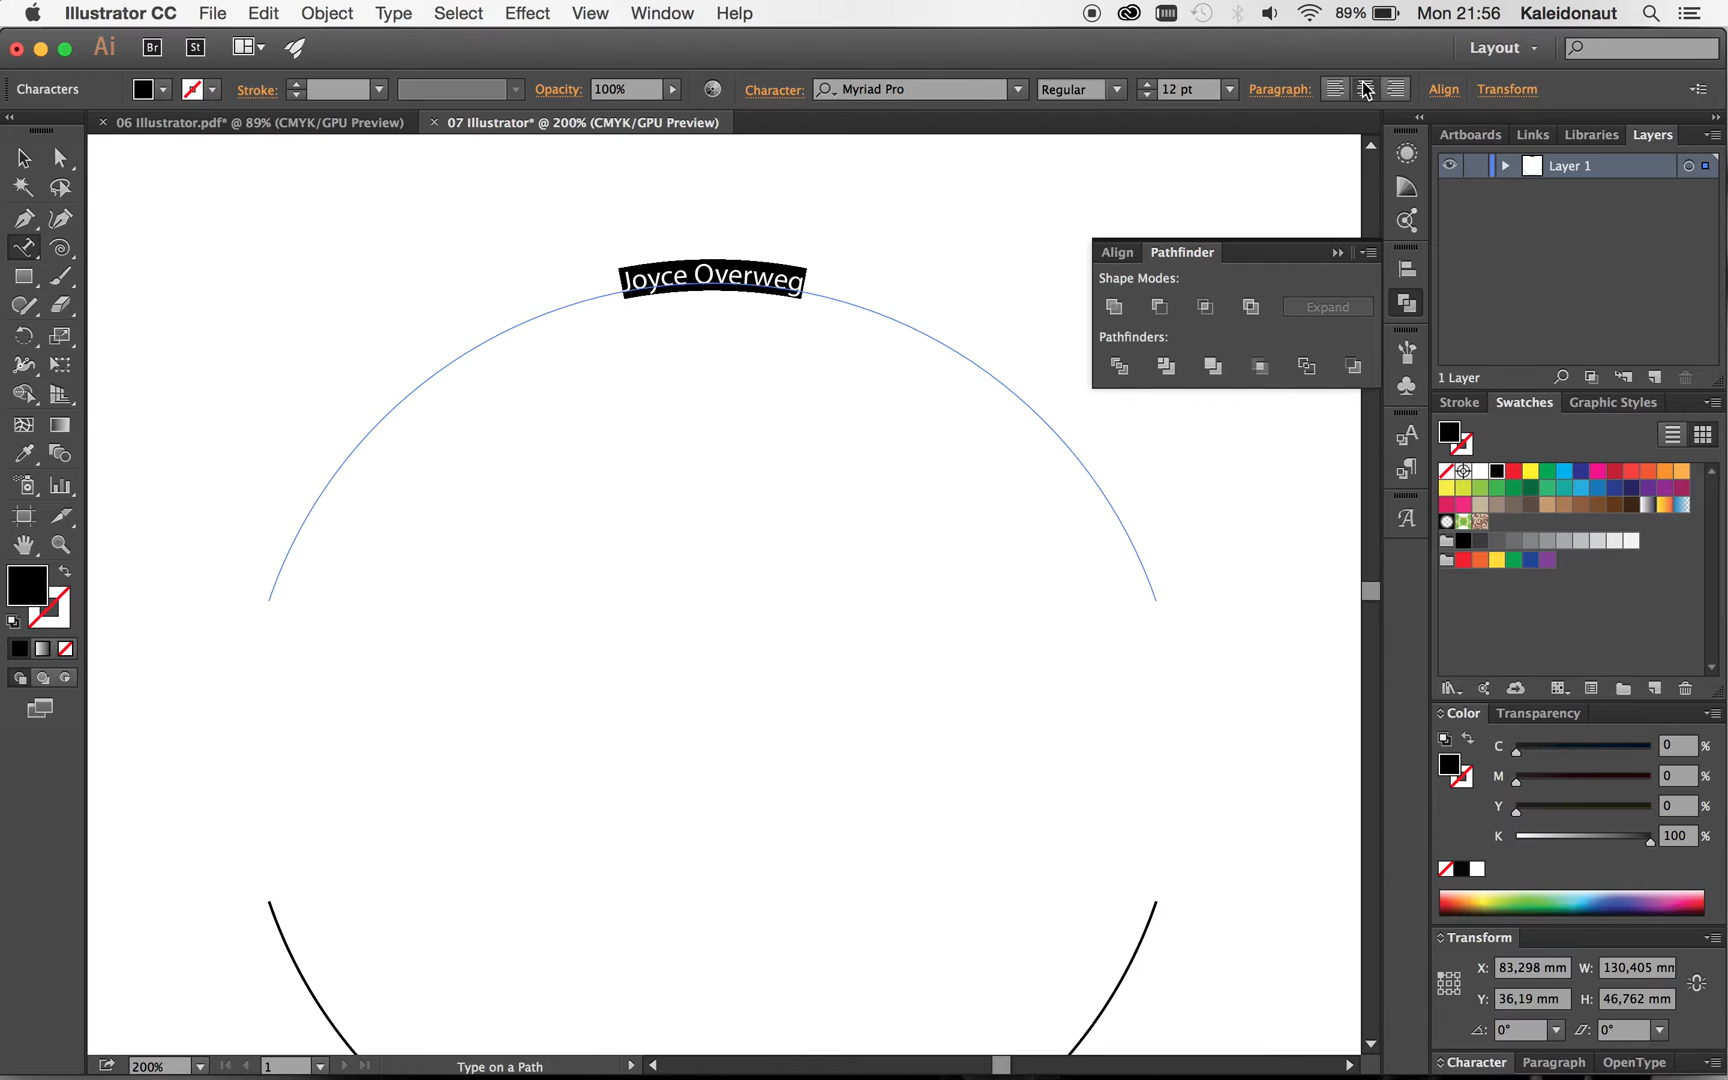 Illustrator CC File Edit Object Type Select Effect View Window Help 89% Mon 21:56 Kaleidonaut
Ai Br St Layout
Characters Stroke: Opacity: 100% Character: Myriad Pro Regular 12 pt Paragraph: Align Transform
06 Illustrator.pdf* @ 89% (CMYK/GPU Preview) 07 Illustrator* @ 200% (CMYK/GPU Preview)
Artboards Links Libraries Layers
Layer 1
Joyce Overweg
Align Pathfinder
Shape Modes:
Expand
Pathfinders:
1 Layer
Stroke Swatches Graphic Styles
Color Transparency
C 0 %
M 0 %
Y 0 %
K 100 %
Transform
X: 83,298 mm W: 130,405 mm
Y: 36,19 mm H: 46,762 mm
0° 0°
200% 1 Type on a Path
Character Paragraph OpenType